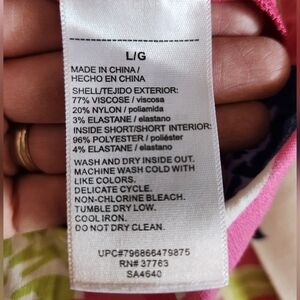 L/G
MADE IN CHINA /
HECHO EN CHINA
SHELL/TEJIDO EXTERIOR:
77% VISCOSE / viscosa
20% NYLON / poliamida
3% ELASTANE / elastano
INSIDE SHORT/SHORT INTERIOR:
96% POLYESTER / poliéster
4% ELASTANE / elastano
WASH AND DRY INSIDE OUT.
MACHINE WASH COLD WITH
LIKE COLORS.
DELICATE CYCLE.
NON-CHLORINE BLEACH.
TUMBLE DRY LOW.
COOL IRON.
DO NOT DRY CLEAN.
UPC#796866479875
RN# 37763
SA4640